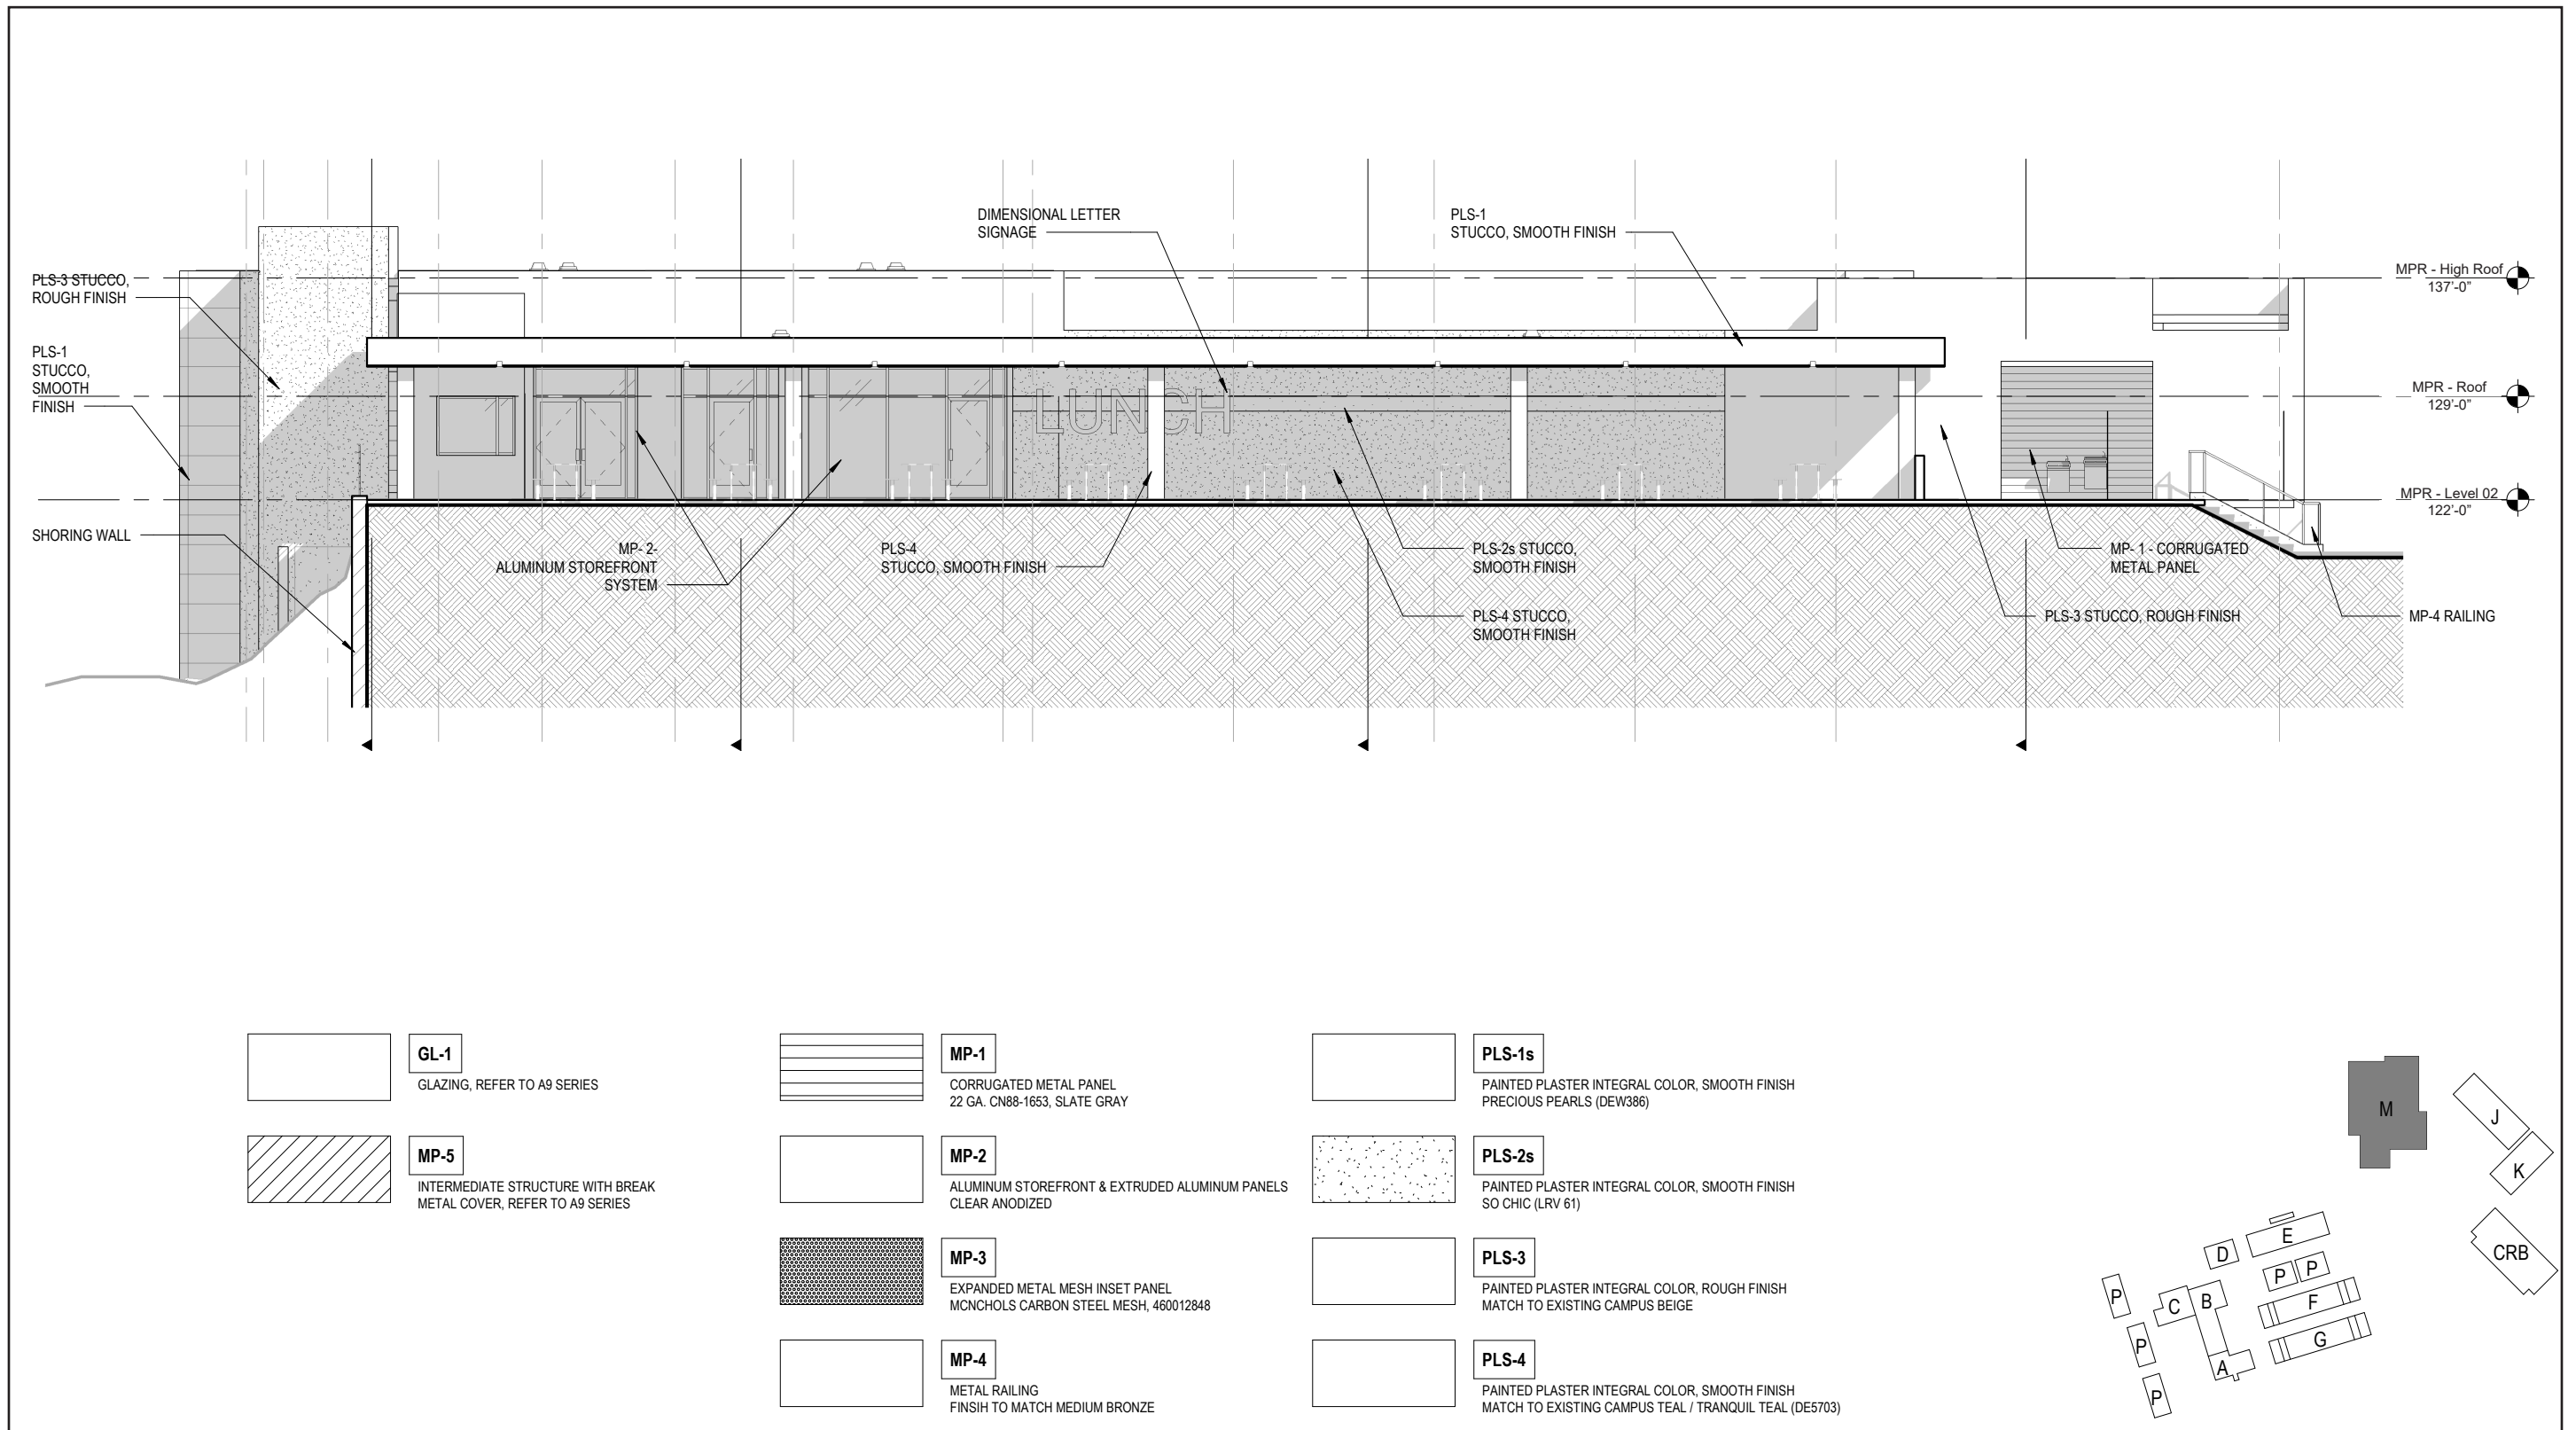 DIMENSIONAL LETTER
SIGNAGE
PLS-1
STUCCO, SMOOTH FINISH
PLS-3 STUCCO,
ROUGH FINISH
MPR - High Roof
137'-0"
PLS-1
STUCCO,
SMOOTH
FINISH
MPR - Roof
129'-0"
LUNCH
MPR - Level 02
122'-0"
SHORING WALL
MP- 2-
ALUMINUM STOREFRONT
SYSTEM
PLS-4
STUCCO, SMOOTH FINISH
PLS-2s STUCCO,
SMOOTH FINISH
MP- 1 - CORRUGATED
METAL PANEL
PLS-4 STUCCO,
SMOOTH FINISH
PLS-3 STUCCO, ROUGH FINISH
MP-4 RAILING
GL-1
GLAZING, REFER TO A9 SERIES
MP-5
INTERMEDIATE STRUCTURE WITH BREAK
METAL COVER, REFER TO A9 SERIES
MP-1
CORRUGATED METAL PANEL
22 GA. CN88-1653, SLATE GRAY
MP-2
ALUMINUM STOREFRONT & EXTRUDED ALUMINUM PANELS
CLEAR ANODIZED
MP-3
EXPANDED METAL MESH INSET PANEL
MCNCHOLS CARBON STEEL MESH, 460012848
MP-4
METAL RAILING
FINSIH TO MATCH MEDIUM BRONZE
PLS-1s
PAINTED PLASTER INTEGRAL COLOR, SMOOTH FINISH
PRECIOUS PEARLS (DEW386)
PLS-2s
PAINTED PLASTER INTEGRAL COLOR, SMOOTH FINISH
SO CHIC (LRV 61)
PLS-3
PAINTED PLASTER INTEGRAL COLOR, ROUGH FINISH
MATCH TO EXISTING CAMPUS BEIGE
PLS-4
PAINTED PLASTER INTEGRAL COLOR, SMOOTH FINISH
MATCH TO EXISTING CAMPUS TEAL / TRANQUIL TEAL (DE5703)
M
J
K
CRB
E
D
P
P
P
C
B
F
G
P
A
P